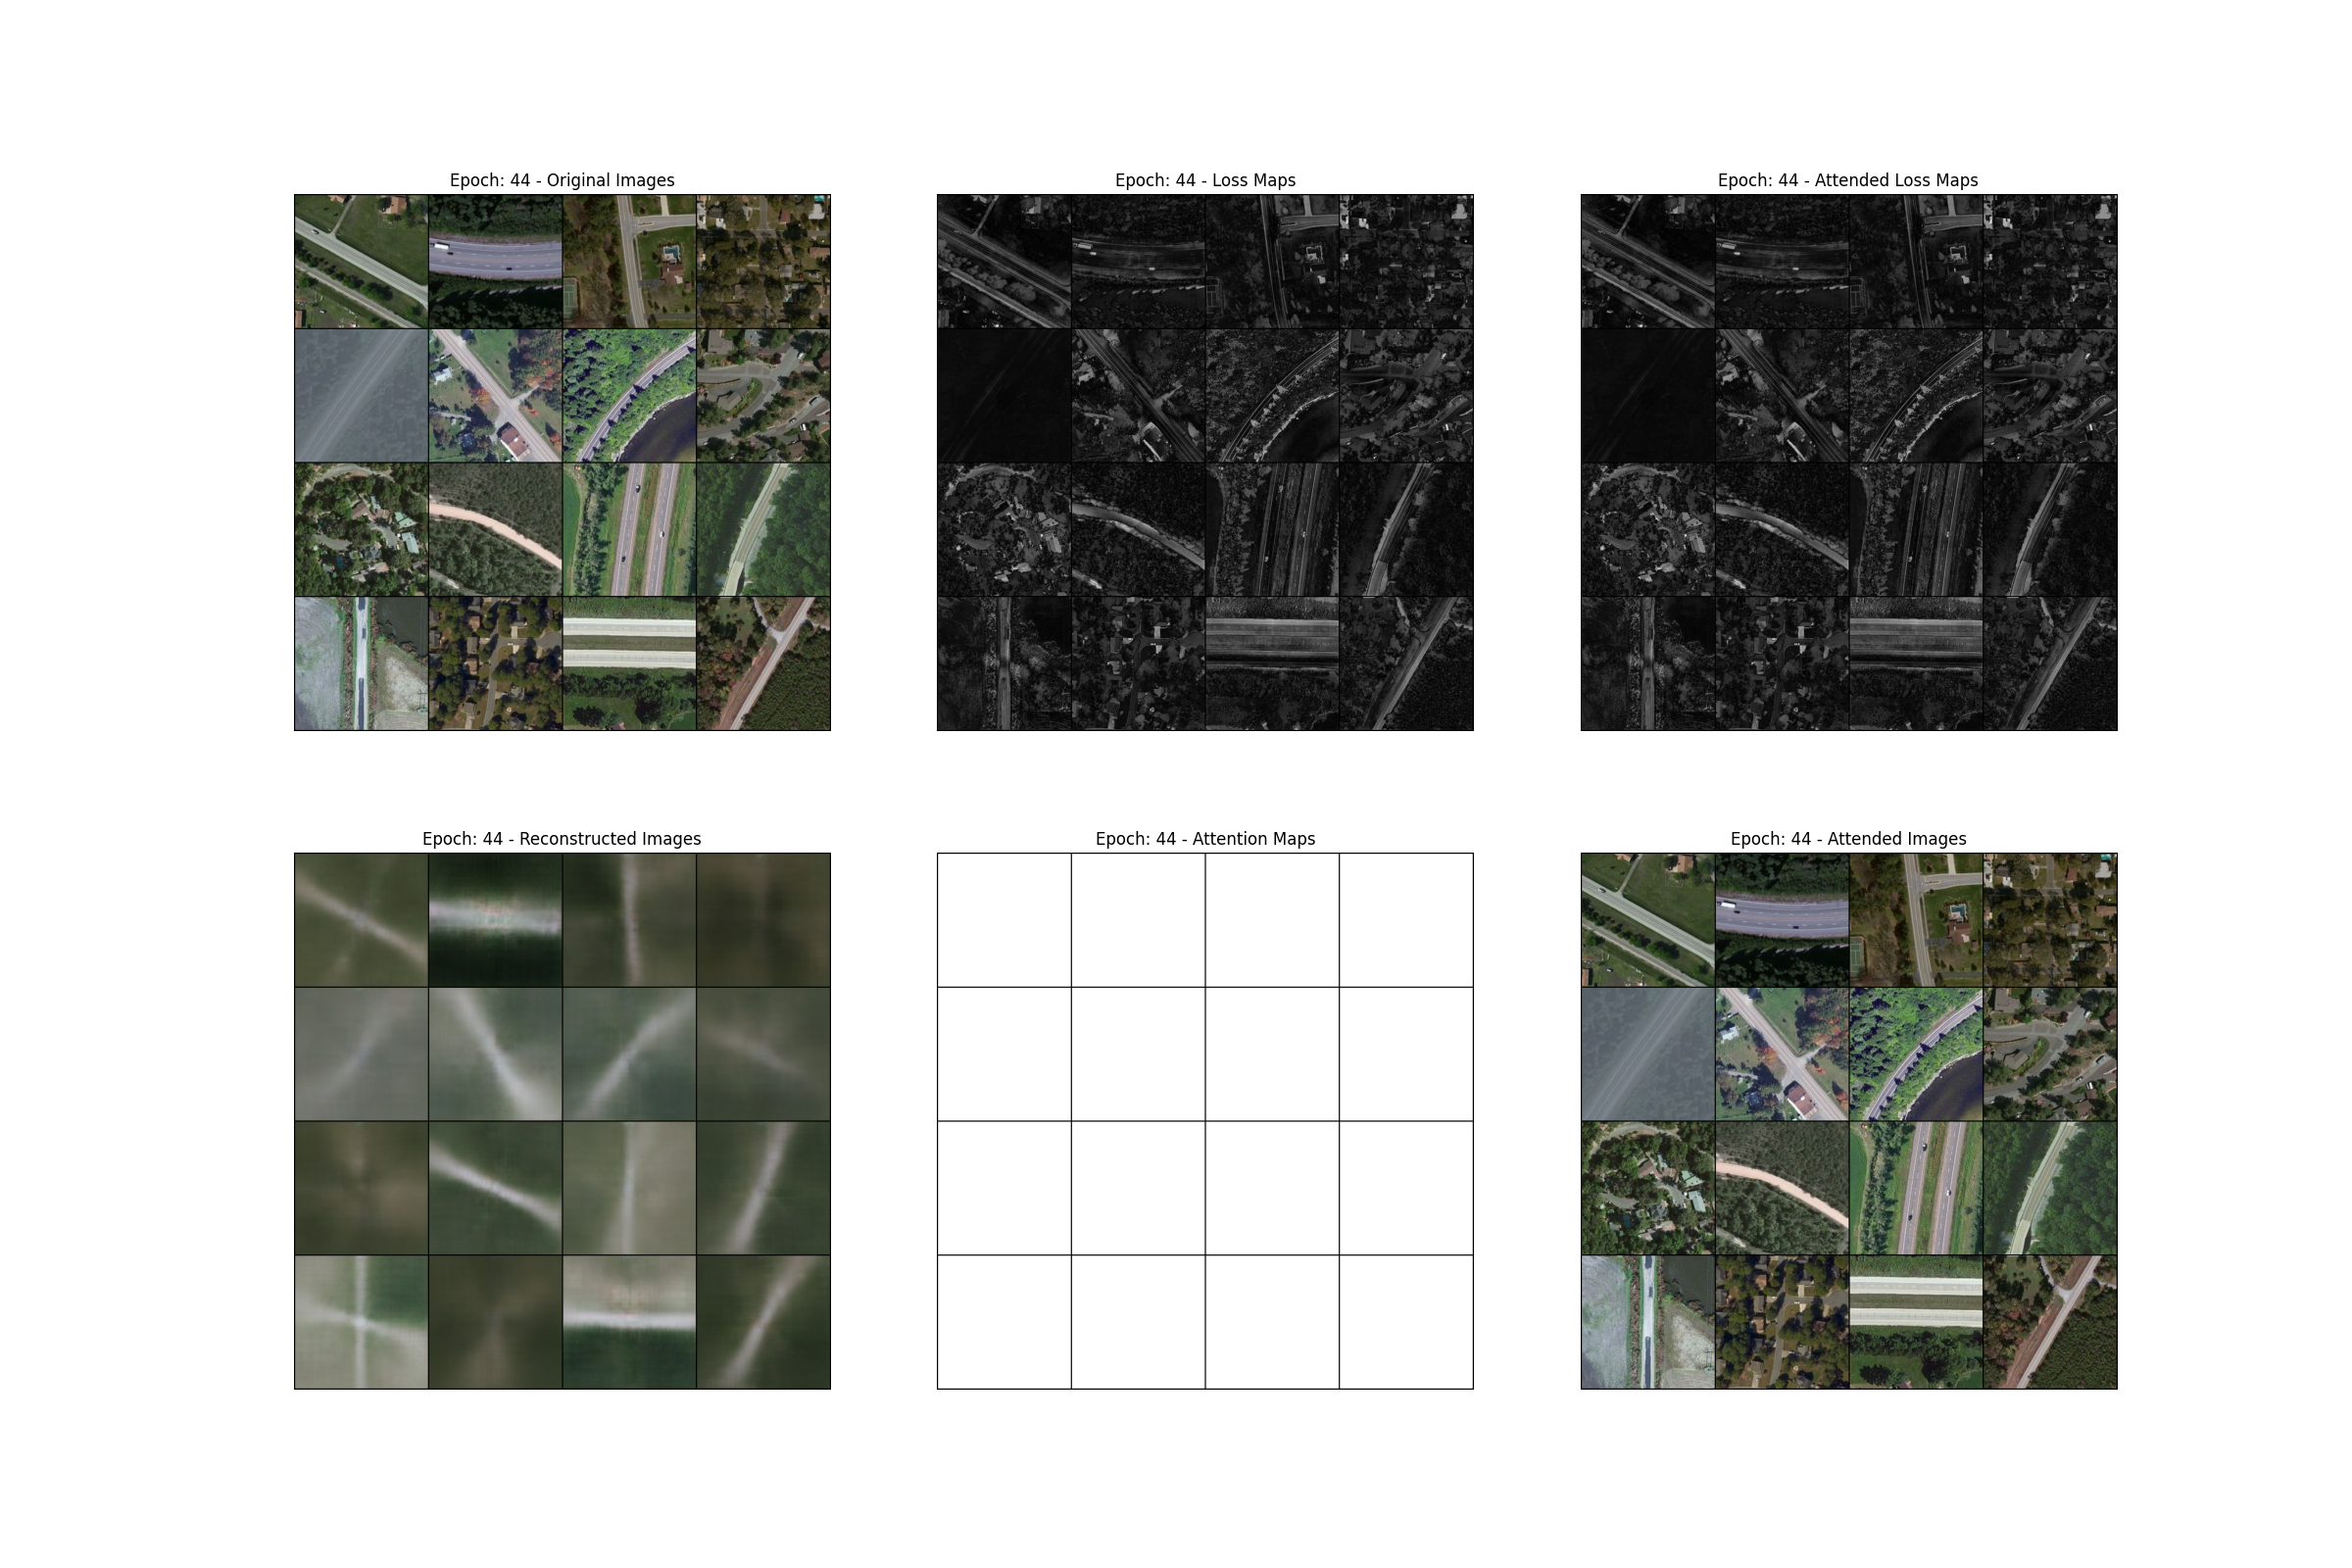 Epoch: 44 - Original Images
Epoch: 44 - Loss Maps
Epoch: 44 - Attended Loss Maps
Epoch: 44 - Reconstructed Images
Epoch: 44 - Attention Maps
Epoch: 44 - Attended Images